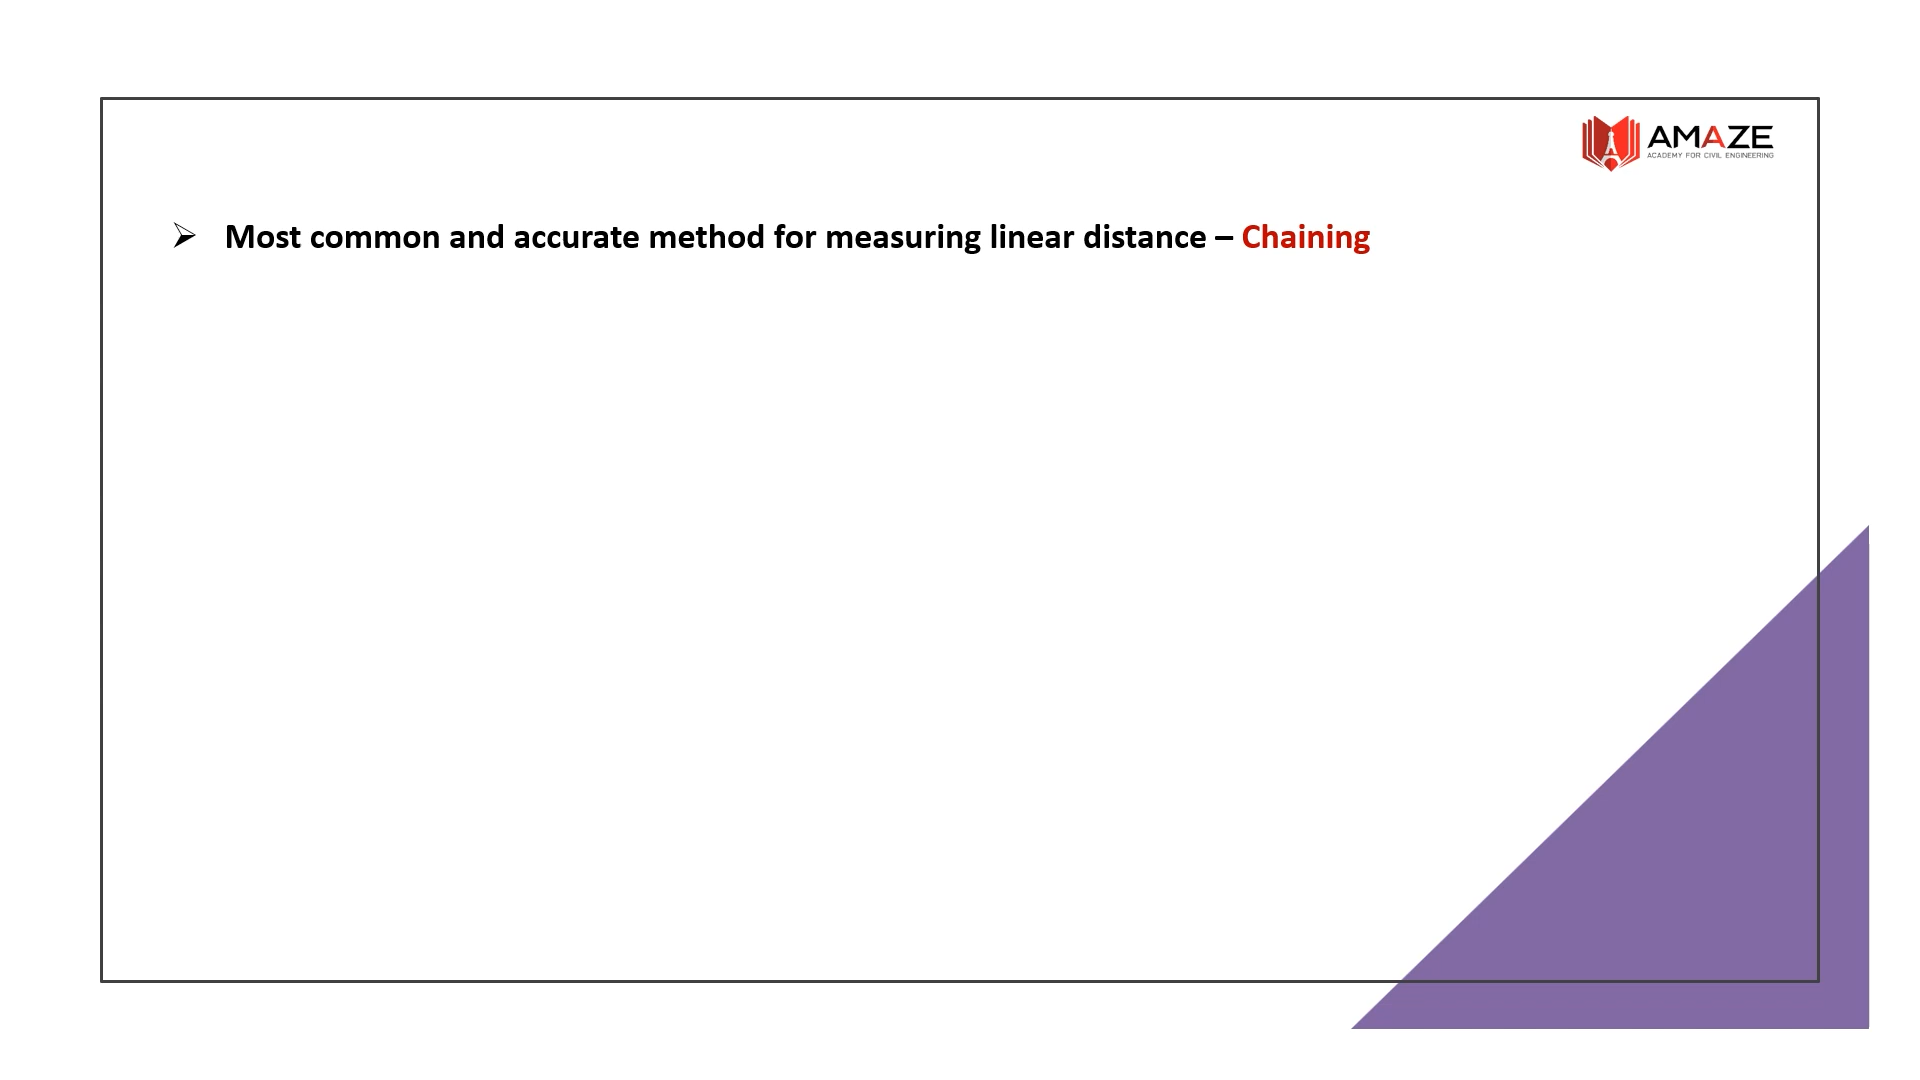 AMAZE
ACADEMY FOR CIVIL ENGINEERING
➢ Most common and accurate method for measuring linear distance – Chaining